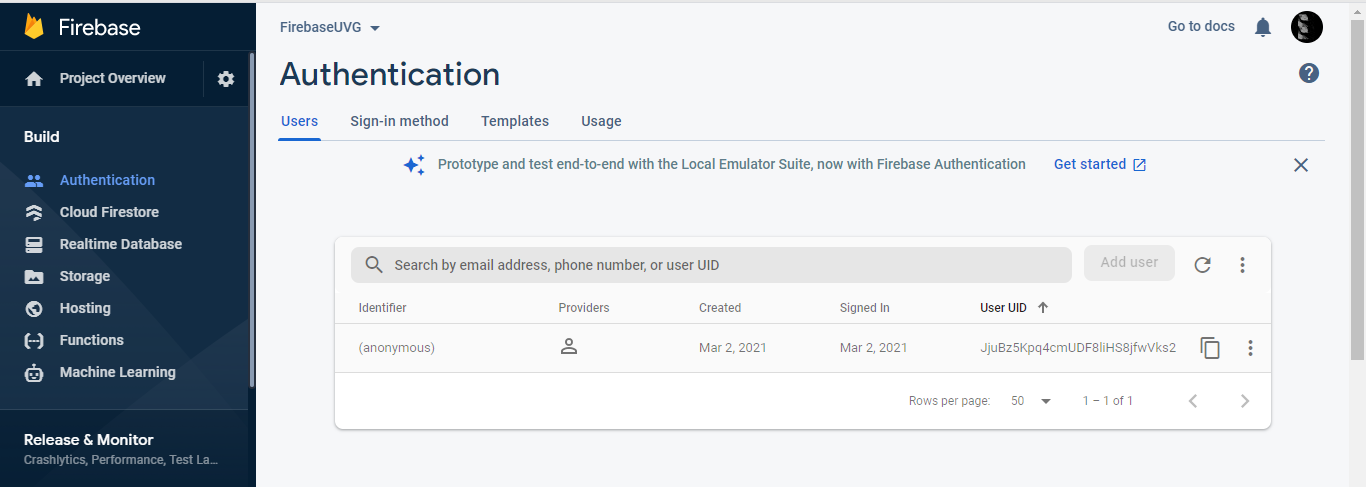 Firebase
Project Overview
Build
Authentication
Cloud Firestore
Realtime Database
Storage
Hosting
Functions
Machine Learning
Release & Monitor
Crashlytics, Performance, Test La...
FirebaseUVG
Go to docs
Authentication
Users Sign-in method Templates Usage
Prototype and test end-to-end with the Local Emulator Suite, now with Firebase Authentication Get started
Search by email address, phone number, or user UID Add user
Identifier Providers Created Signed In User UID
(anonymous) Mar 2, 2021 Mar 2, 2021 JjuBz5Kpq4cmUDF8liHS8jfwVks2
Rows per page: 50 1 – 1 of 1